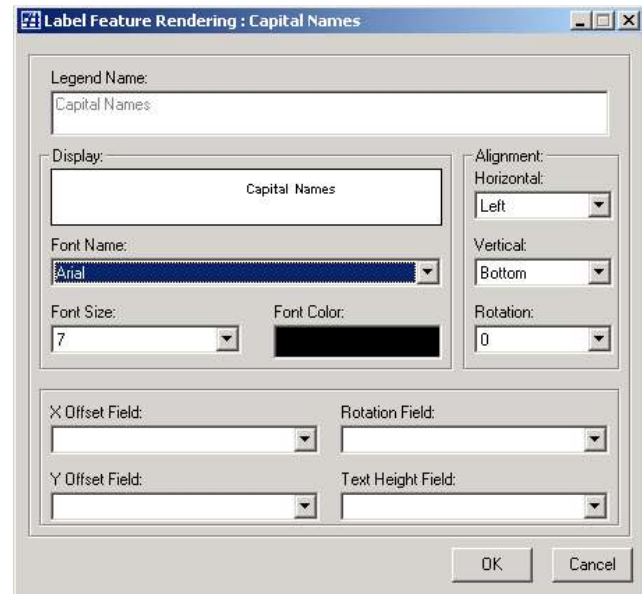 Label Feature Rendering : Capital Names
Legend Name:
Capital Names
Display:
Capital Names
Font Name:
Arial
Font Size:
7
Font Color:
Alignment:
Horizontal:
Left
Vertical:
Bottom
Rotation:
0
X Offset Field:
Rotation Field:
Y Offset Field:
Text Height Field:
OK
Cancel